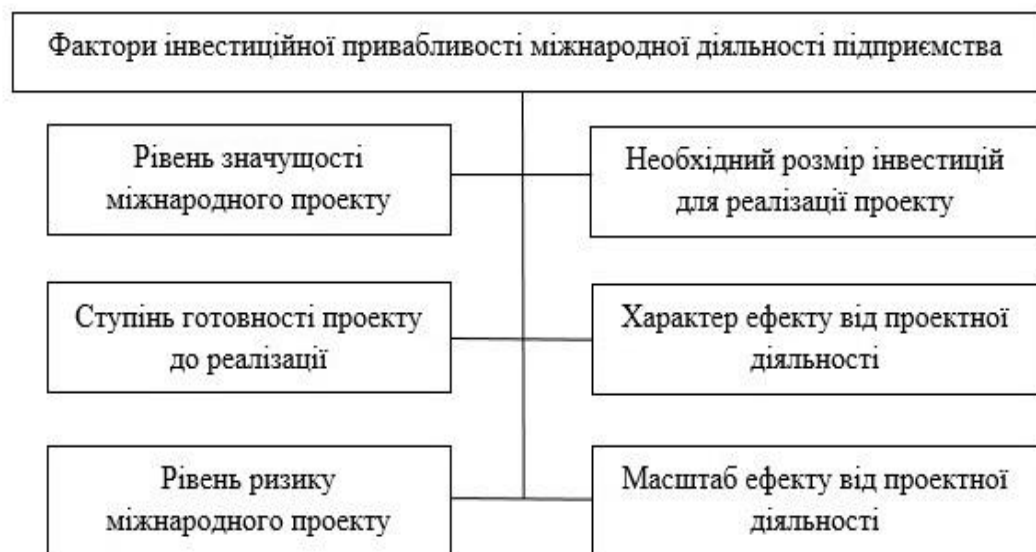 Фактори інвестиційної привабливості міжнародної діяльності підприємства
Рівень значущості
міжнародного проекту
Необхідний розмір інвестицій
для реалізації проекту
Ступінь готовності проекту
до реалізації
Характер ефекту від проектної
діяльності
Рівень ризику
міжнародного проекту
Масштаб ефекту від проектної
діяльності